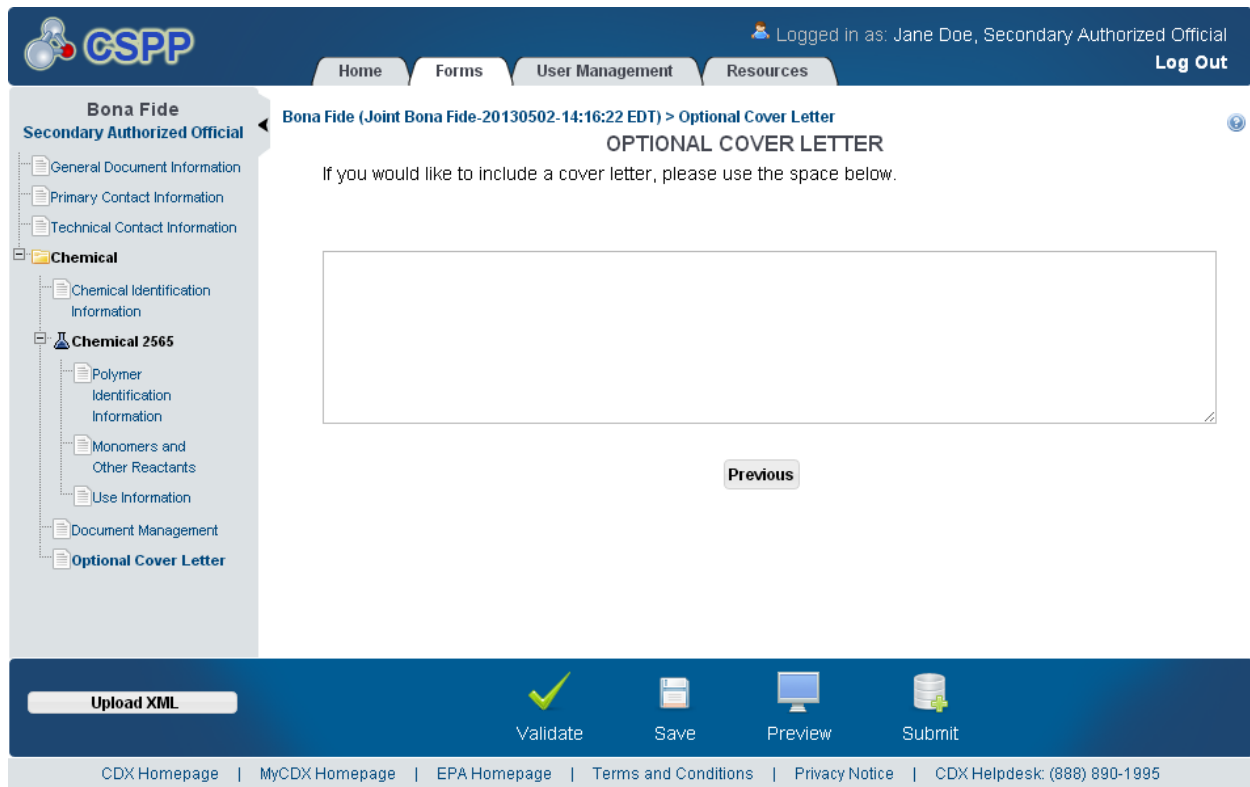 CSPP
Logged in as: Jane Doe, Secondary Authorized Official
Log Out
Home Forms User Management Resources
Bona Fide
Secondary Authorized Official
General Document Information
Primary Contact Information
Technical Contact Information
Chemical
Chemical Identification
Information
Chemical 2565
Polymer
Identification
Information
Monomers and
Other Reactants
Use Information
Document Management
Optional Cover Letter
Bona Fide (Joint Bona Fide-20130502-14:16:22 EDT) > Optional Cover Letter
OPTIONAL COVER LETTER
If you would like to include a cover letter, please use the space below.
Previous
Upload XML
Validate Save Preview Submit
CDX Homepage | MyCDX Homepage | EPA Homepage | Terms and Conditions | Privacy Notice | CDX Helpdesk: (888) 890-1995